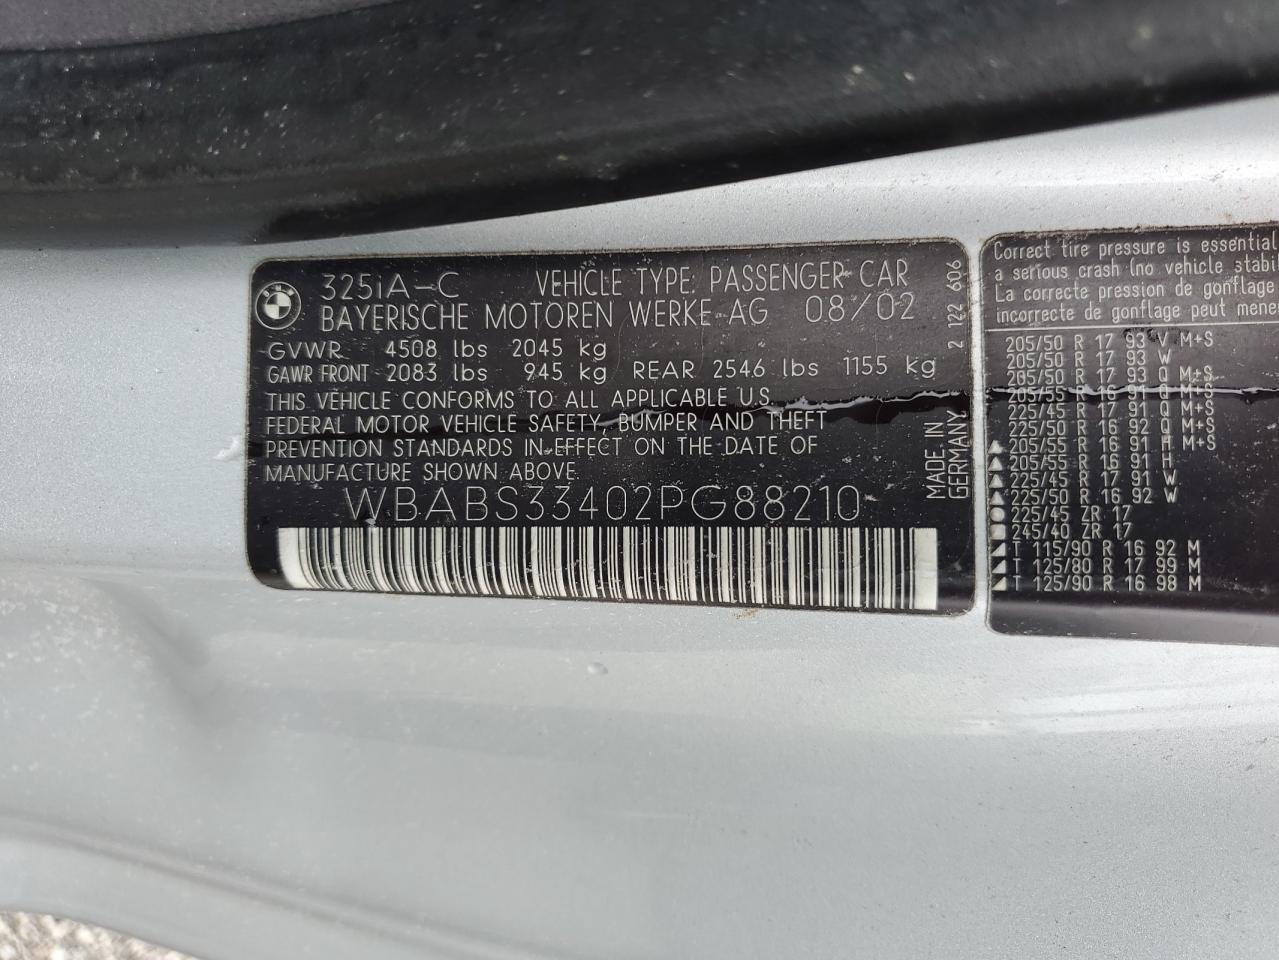 325iA-C VEHICLE TYPE: PASSENGER CAR
BAYERISCHE MOTOREN WERKE AG 08/02
GVWR 4508 lbs 2045 kg
GAWR FRONT 2083 lbs 945 kg REAR 2546 lbs 1155 kg
THIS VEHICLE CONFORMS TO ALL APPLICABLE U.S.
FEDERAL MOTOR VEHICLE SAFETY, BUMPER AND THEFT
PREVENTION STANDARDS IN EFFECT ON THE DATE OF
MANUFACTURE SHOWN ABOVE.
WBABS33402PG88210
MADE IN
GERMANY
2 122 606
Correct tire pressure is essential
a serious crash (no vehicle stabil
La correcte pression de gonflage
incorrecte de gonflage peut mene
205/50 R 17 93 V M+S
205/50 R 17 93 W
205/50 R 17 93 Q M+S
205/55 R 16 91 Q M+S
225/45 R 17 91 Q M+S
225/50 R 16 92 Q M+S
205/55 R 16 91 H M+S
205/55 R 16 91 H
225/45 R 17 91 W
225/50 R 16 92 W
225/45 ZR 17
245/40 ZR 17
T 115/90 R 16 92 M
T 125/80 R 17 99 M
T 125/90 R 16 98 M